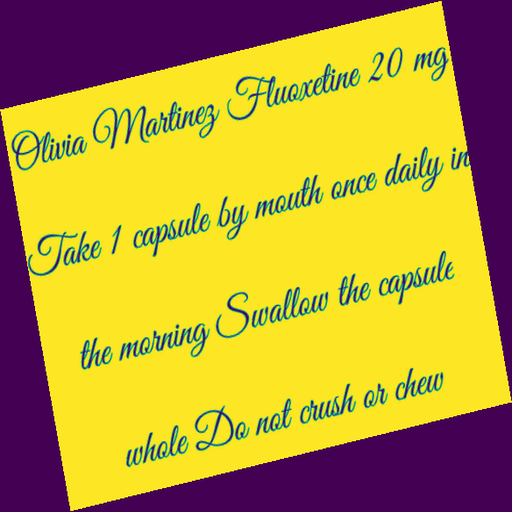 Olivia Martinez Fluoxetine 20 mg
Take 1 capsule by mouth once daily in
the morning Swallow the capsule
whole Do not crush or chew